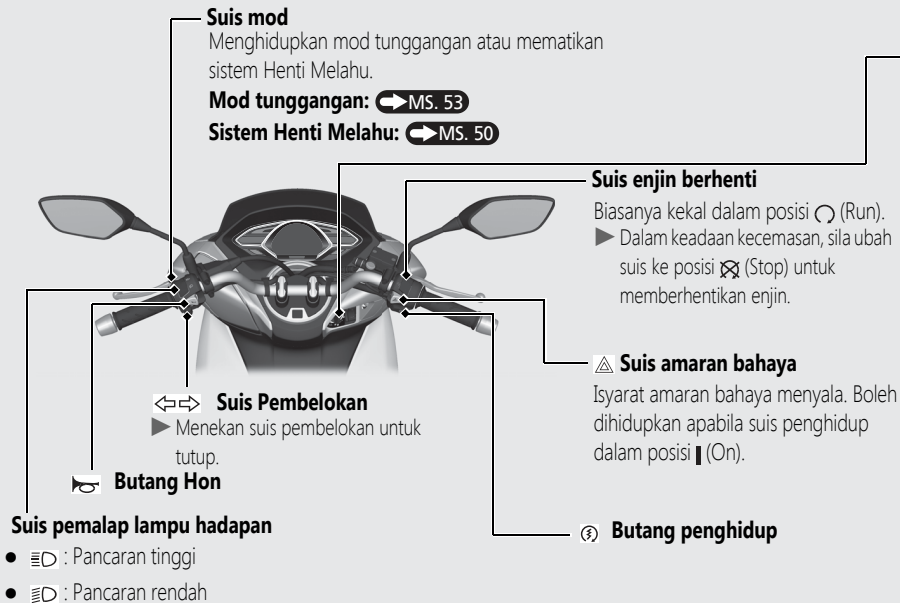 Suis mod
Menghidupkan mod tunggangan atau mematikan
sistem Henti Melahu.
Mod tunggangan: MS. 53
Sistem Henti Melahu: MS. 50
Suis enjin berhenti
Biasanya kekal dalam posisi (Run).
Dalam keadaan kecemasan, sila ubah
suis ke posisi (Stop) untuk
memberhentikan enjin.
Suis amaran bahaya
Isyarat amaran bahaya menyala. Boleh
dihidupkan apabila suis penghidup
dalam posisi (On).
Suis Pembelokan
Menekan suis pembelokan untuk
tutup.
Butang Hon
Suis pemalap lampu hadapan
: Pancaran tinggi
: Pancaran rendah
Butang penghidup